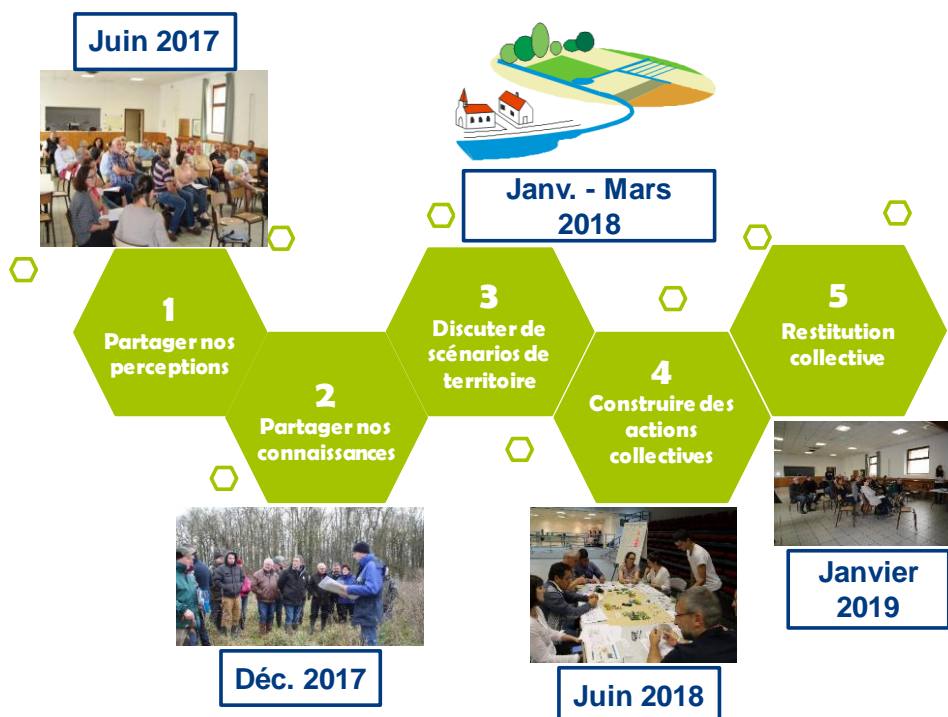 Juin 2017
Janv. - Mars
2018
1
Partager nos
perceptions
2
Partager nos
connaissances
3
Discuter de
scénarios de
territoire
4
Construire des
actions
collectives
5
Restitution
collective
Déc. 2017
Juin 2018
Janvier
2019